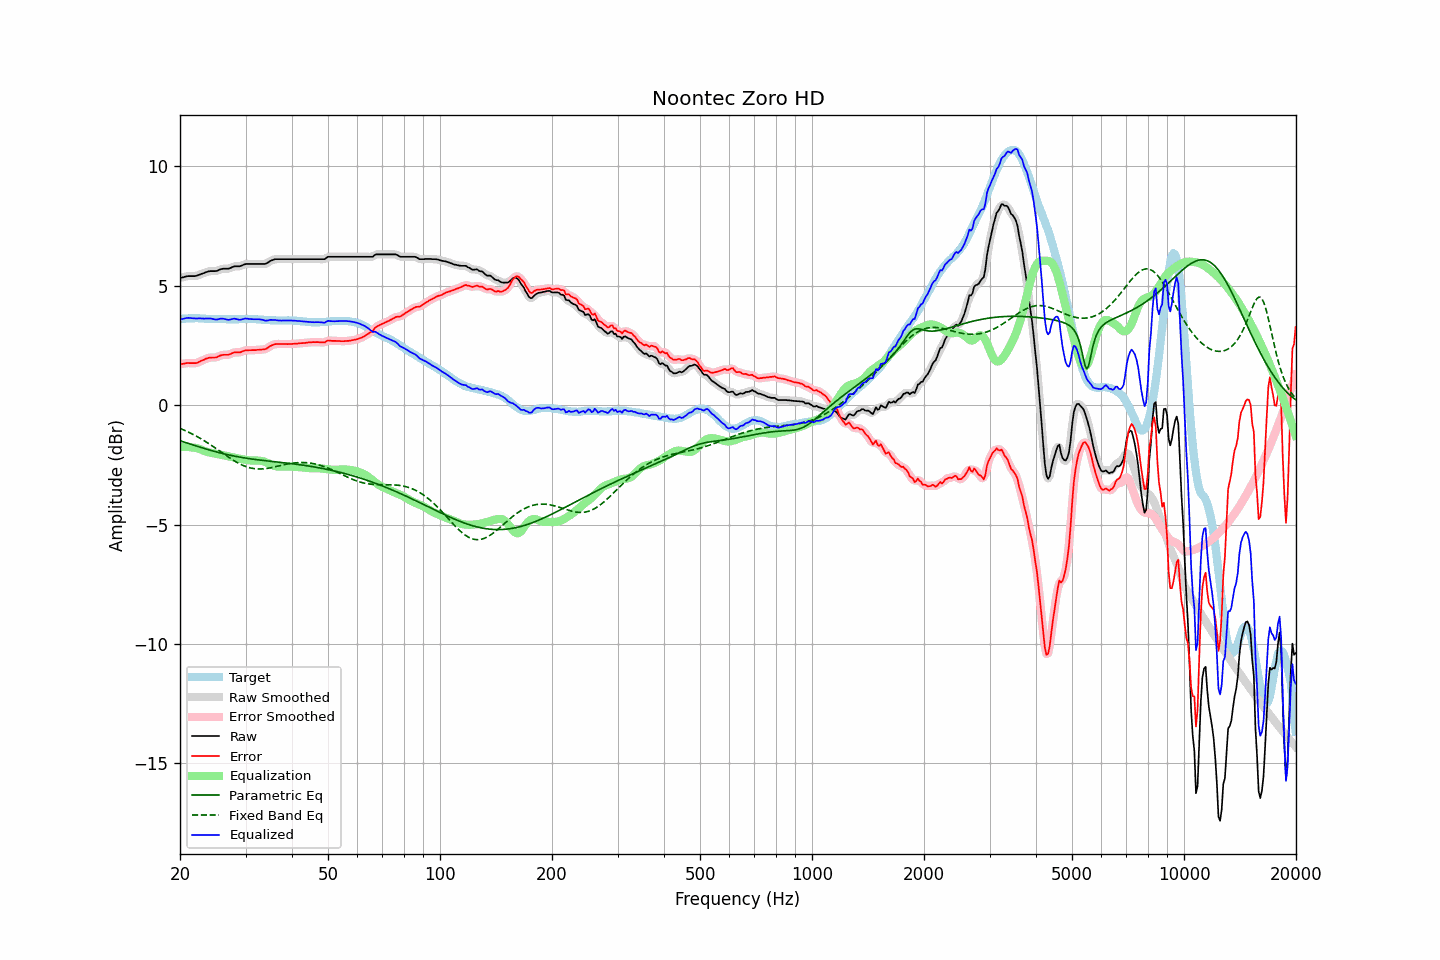 Noontec Zoro HD
Amplitude (dBr)
10
5
0
−5
−10
−15
Target
Raw Smoothed
Error Smoothed
Raw
Error
Equalization
Parametric Eq
Fixed Band Eq
Equalized
20 50 100 200 500 1000 2000 5000 10000 20000
Frequency (Hz)